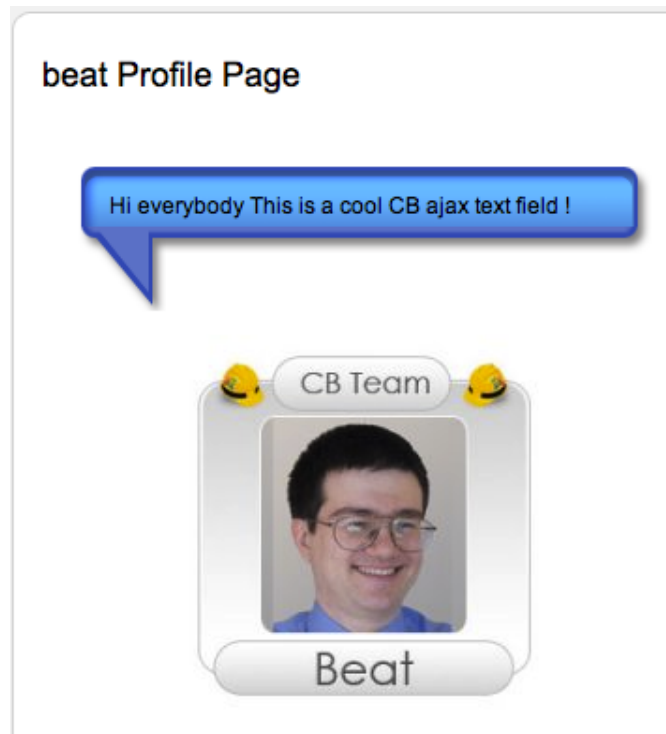 beat Profile Page
Hi everybody This is a cool CB ajax text field !
CB Team
Beat